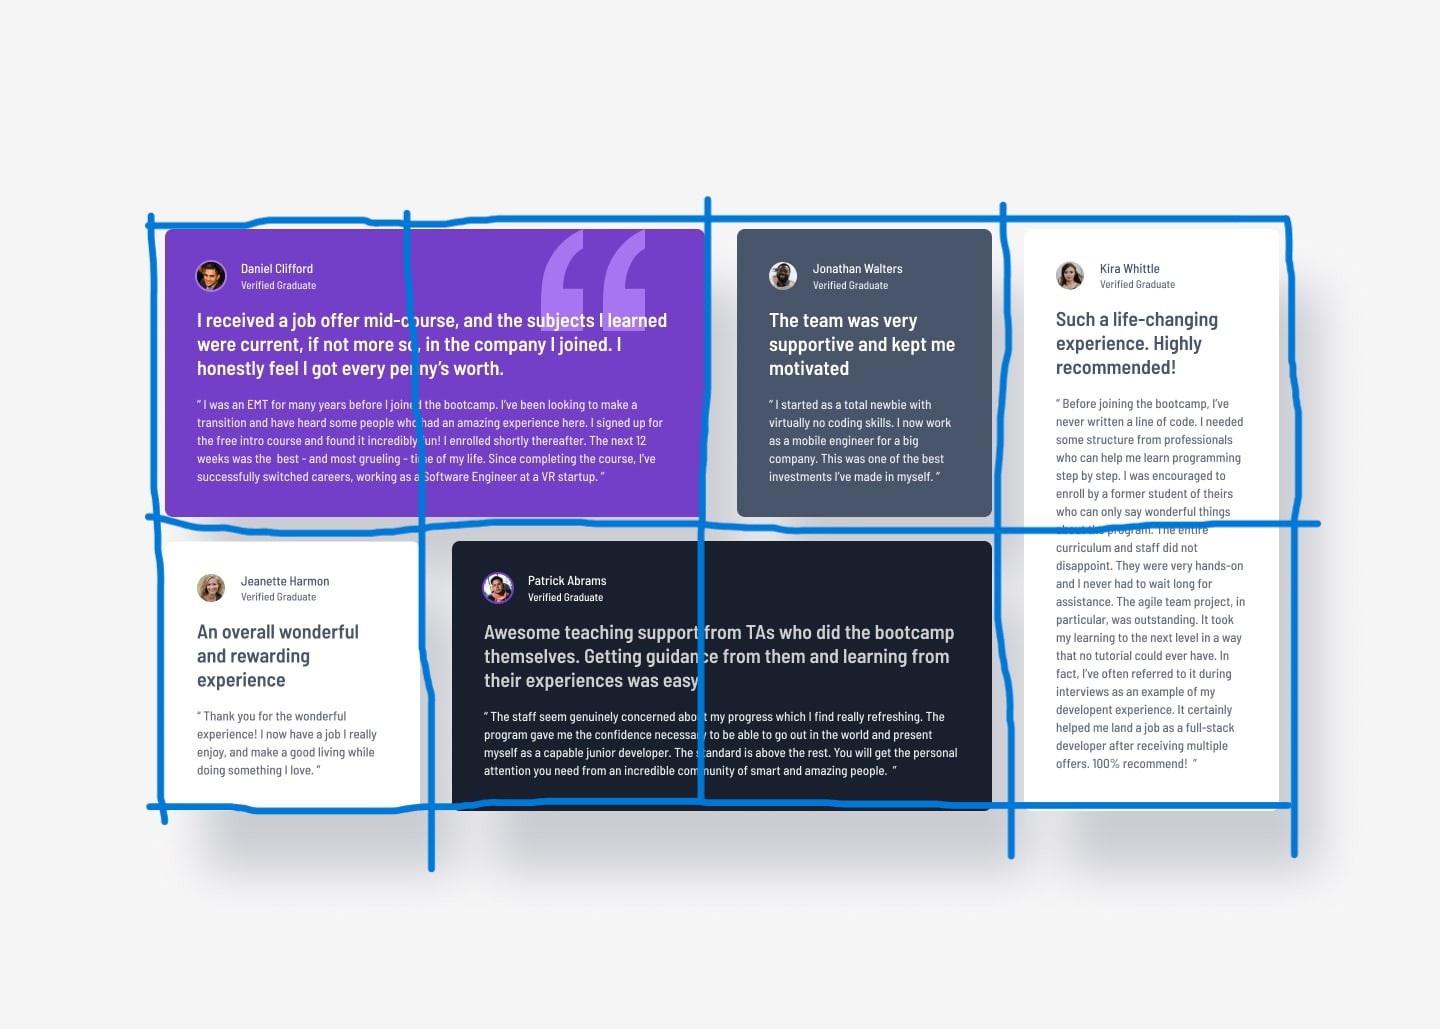 Daniel Clifford
Verified Graduate
I received a job offer mid-course, and the subjects I learned
were current, if not more so, in the company I joined. I
honestly feel I got every penny’s worth.
“ I was an EMT for many years before I joined the bootcamp. I’ve been looking to make a
transition and have heard some people who had an amazing experience here. I signed up for
the free intro course and found it incredibly fun! I enrolled shortly thereafter. The next 12
weeks was the best - and most grueling - time of my life. Since completing the course, I’ve
successfully switched careers, working as a Software Engineer at a VR startup. ”
Jonathan Walters
Verified Graduate
The team was very
supportive and kept me
motivated
“ I started as a total newbie with
virtually no coding skills. I now work
as a mobile engineer for a big
company. This was one of the best
investments I’ve made in myself. ”
Kira Whittle
Verified Graduate
Such a life-changing
experience. Highly
recommended!
“ Before joining the bootcamp, I’ve
never written a line of code. I needed
some structure from professionals
who can help me learn programming
step by step. I was encouraged to
enroll by a former student of theirs
who can only say wonderful things
about the program. The entire
curriculum and staff did not
disappoint. They were very hands-on
and I never had to wait long for
assistance. The agile team project, in
particular, was outstanding. It took
my learning to the next level in a way
that no tutorial could ever have. In
fact, I’ve often referred to it during
interviews as an example of my
developent experience. It certainly
helped me land a job as a full-stack
developer after receiving multiple
offers. 100% recommend! ”
Jeanette Harmon
Verified Graduate
An overall wonderful
and rewarding
experience
“ Thank you for the wonderful
experience! I now have a job I really
enjoy, and make a good living while
doing something I love. ”
Patrick Abrams
Verified Graduate
Awesome teaching support from TAs who did the bootcamp
themselves. Getting guidance from them and learning from
their experiences was easy.
“ The staff seem genuinely concerned about my progress which I find really refreshing. The
program gave me the confidence necessary to be able to go out in the world and present
myself as a capable junior developer. The standard is above the rest. You will get the personal
attention you need from an incredible community of smart and amazing people. ”